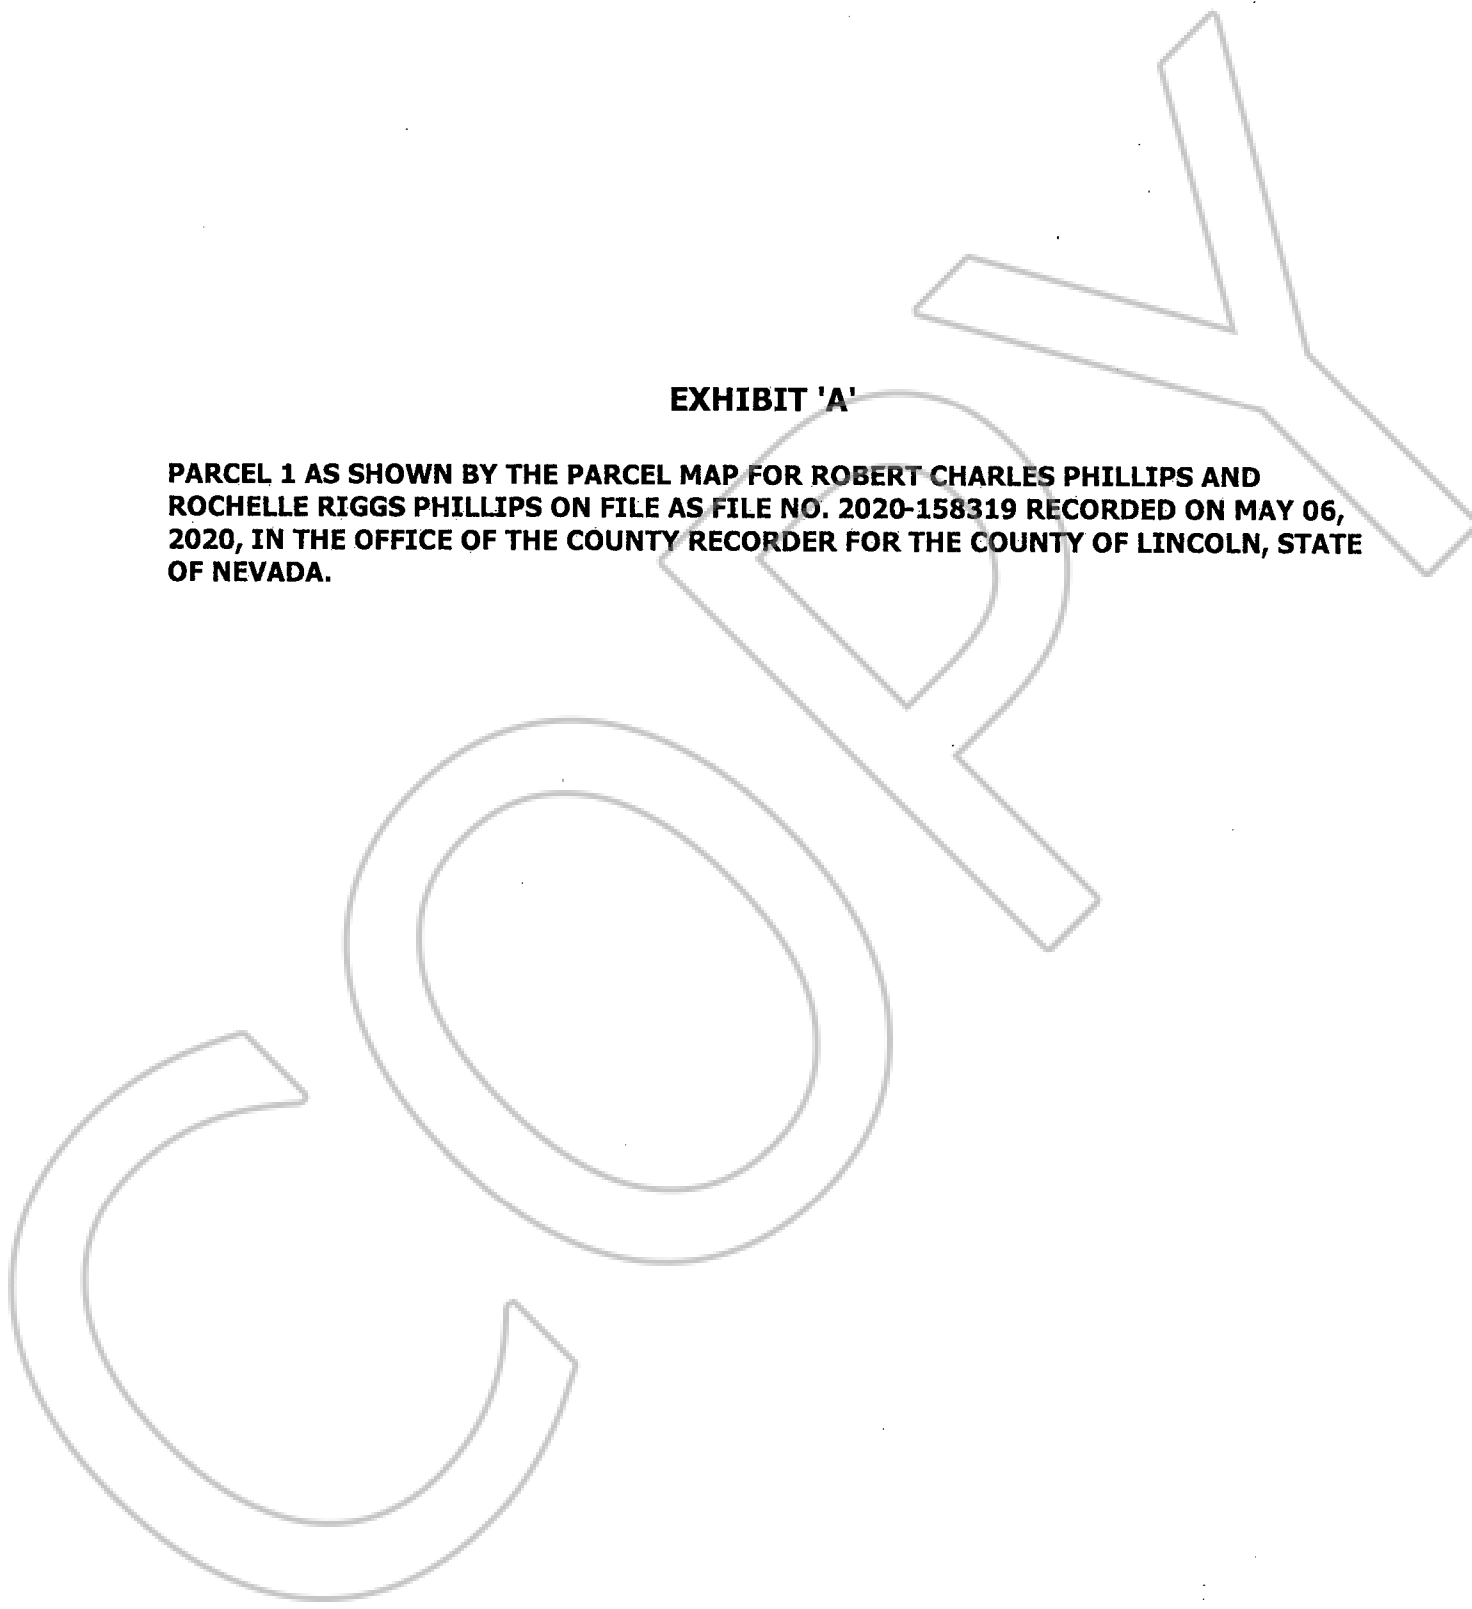 EXHIBIT 'A'
PARCEL 1 AS SHOWN BY THE PARCEL MAP FOR ROBERT CHARLES PHILLIPS AND
ROCHELLE RIGGS PHILLIPS ON FILE AS FILE NO. 2020-158319 RECORDED ON MAY 06,
2020, IN THE OFFICE OF THE COUNTY RECORDER FOR THE COUNTY OF LINCOLN, STATE
OF NEVADA.
COPY